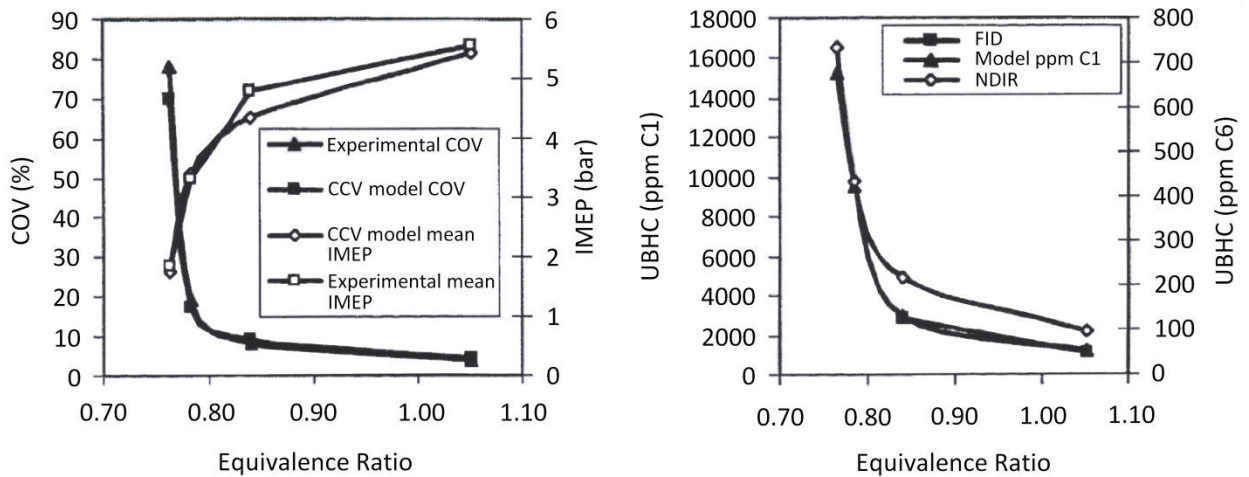 90
80
70
60
50
40
30
20
10
0
COV (%)
6
5
4
3
2
1
0
IMEP (bar)
Experimental COV
CCV model COV
CCV model mean
IMEP
Experimental mean
IMEP
0.70 0.80 0.90 1.00 1.10
Equivalence Ratio
18000
16000
14000
12000
10000
8000
6000
4000
2000
0
UBHC (ppm C1)
800
700
600
500
400
300
200
100
0
UBHC (ppm C6)
FID
Model ppm C1
NDIR
0.70 0.80 0.90 1.00 1.10
Equivalence Ratio